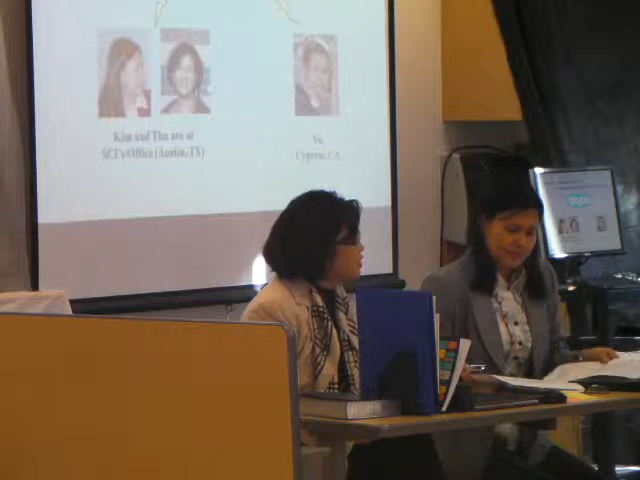 Kim and Thu are at
SCI's Office (Austin, TX)
Vu
Cypress, CA